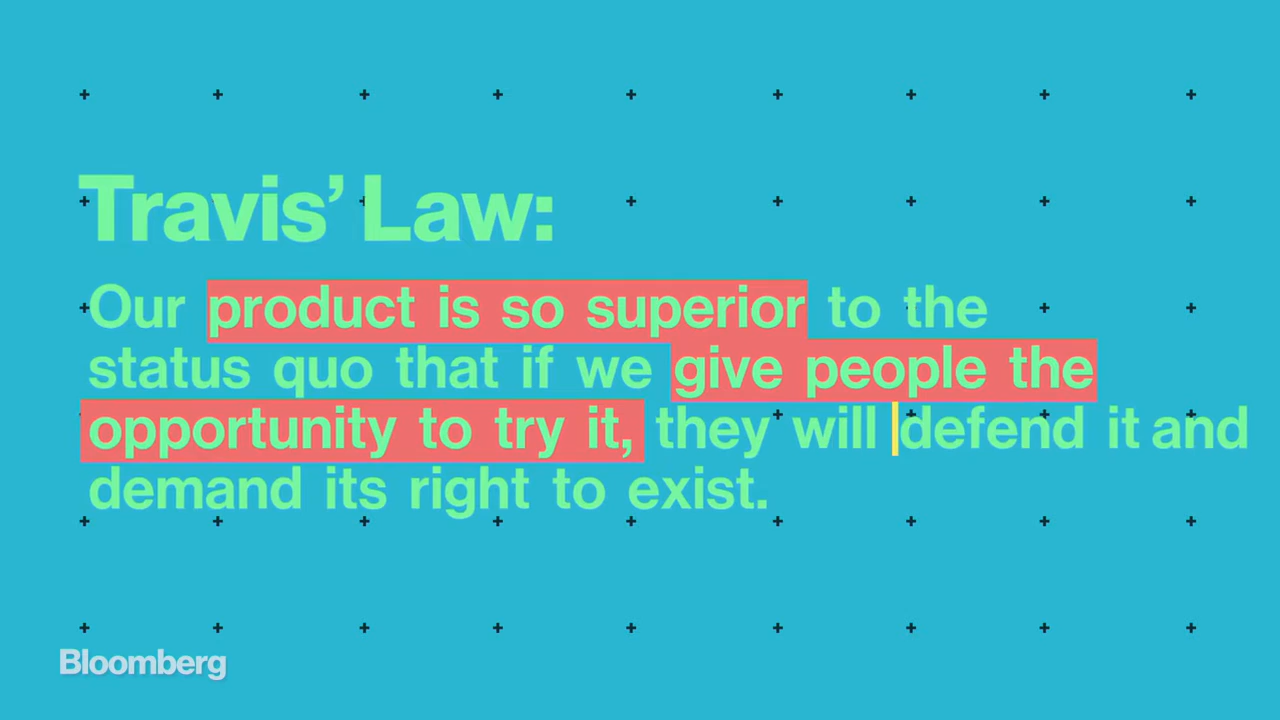 Travis’ Law:
Our product is so superior to the
status quo that if we give people the
opportunity to try it, they will defend it and
demand its right to exist.
Bloomberg